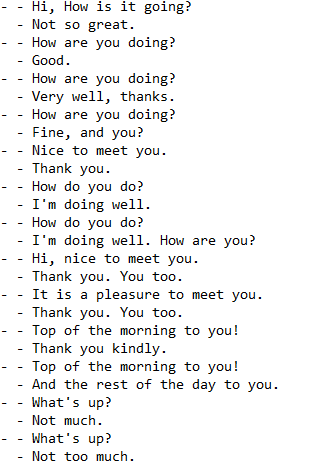 - - Hi, How is it going?
  - Not so great.
- - How are you doing?
  - Good.
- - How are you doing?
  - Very well, thanks.
- - How are you doing?
  - Fine, and you?
- - Nice to meet you.
  - Thank you.
- - How do you do?
  - I'm doing well.
- - How do you do?
  - I'm doing well. How are you?
- - Hi, nice to meet you.
  - Thank you. You too.
- - It is a pleasure to meet you.
  - Thank you. You too.
- - Top of the morning to you!
  - Thank you kindly.
- - Top of the morning to you!
  - And the rest of the day to you.
- - What's up?
  - Not much.
- - What's up?
  - Not too much.